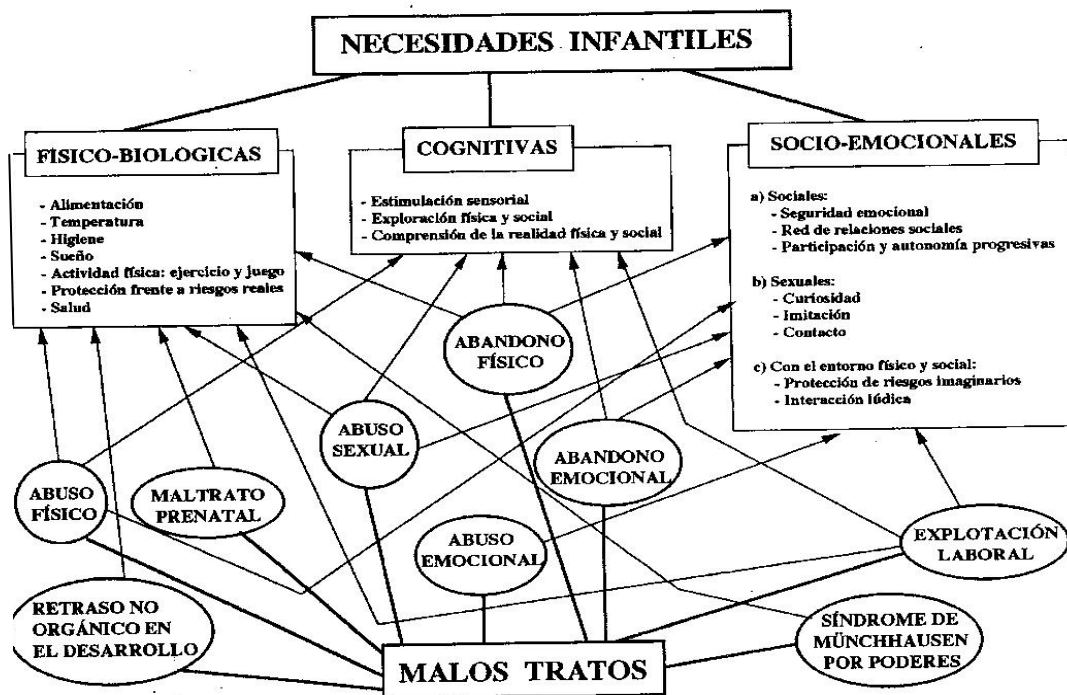 NECESIDADES INFANTILES
FÍSICO-BIOLOGICAS
- Alimentación
- Temperatura
- Higiene
- Sueño
- Actividad física: ejercicio y juego
- Protección frente a riesgos reales
- Salud
COGNITIVAS
- Estimulación sensorial
- Exploración física y social
- Comprensión de la realidad física y social
SOCIO-EMOCIONALES
a) Sociales:
- Seguridad emocional
- Red de relaciones sociales
- Participación y autonomía progresivas
b) Sexuales:
- Curiosidad
- Imitación
- Contacto
c) Con el entorno físico y social:
- Protección de riesgos imaginarios
- Interacción lúdica
ABANDONO
FÍSICO
ABUSO
SEXUAL
ABANDONO
EMOCIONAL
ABUSO
FÍSICO
MALTRATO
PRENATAL
ABUSO
EMOCIONAL
EXPLOTACIÓN
LABORAL
RETRASO NO
ORGÁNICO EN
EL DESARROLLO
SÍNDROME DE
MÜNCHHAUSEN
POR PODERES
MALOS TRATOS